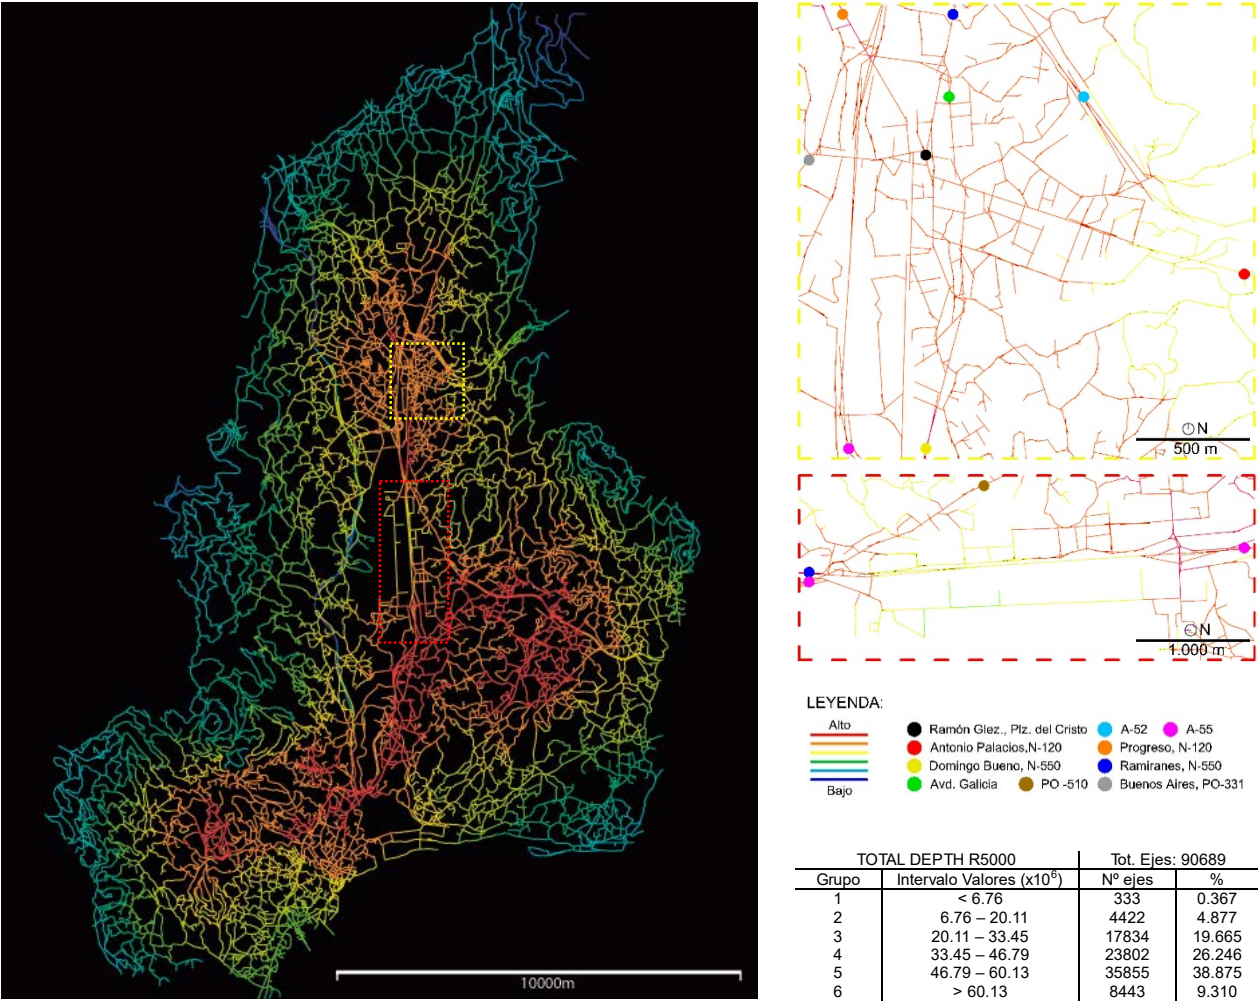 N
500 m
N
1.000 m
LEYENDA:
Alto
Bajo
Ramón Glez., Plz. del Cristo
A-52
A-55
Antonio Palacios,N-120
Progreso, N-120
Domingo Bueno, N-550
Ramiranes, N-550
Avd. Galicia
PO -510
Buenos Aires, PO-331
10000m
TOTAL DEPTH R5000 Tot. Ejes: 90689
Grupo Intervalo Valores (x10⁶) Nº ejes %
1 < 6.76 333 0.367
2 6.76 – 20.11 4422 4.877
3 20.11 – 33.45 17834 19.665
4 33.45 – 46.79 23802 26.246
5 46.79 – 60.13 35855 38.875
6 > 60.13 8443 9.310